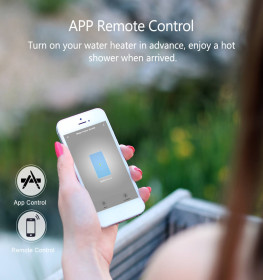 APP Remote Control
Turn on your water heater in advance, enjoy a hot
shower when arrived.
App Control
Remote Control